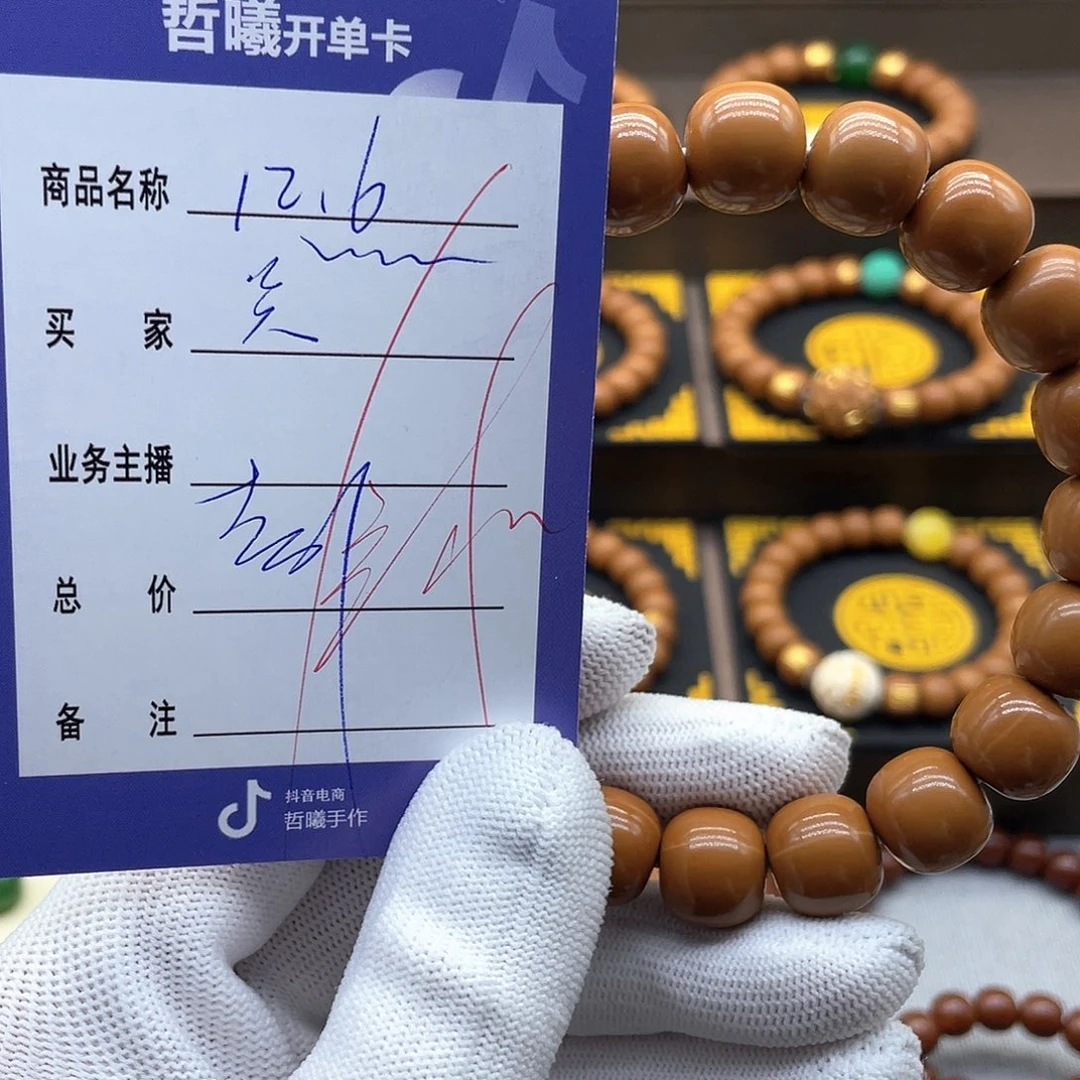 哲曦开单卡
商品名称 12.6
买 家
业务主播
总 价
备 注
抖音电商
哲曦手作